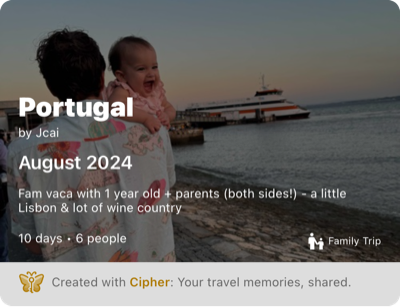 Portugal
by Jcai
August 2024
Fam vaca with 1 year old + parents (both sides!) - a little
Lisbon & lot of wine country
10 days • 6 people
Family Trip
Created with Cipher: Your travel memories, shared.